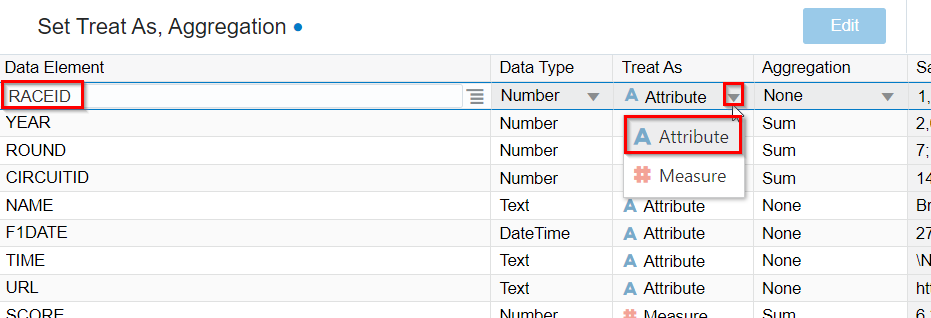 Set Treat As, Aggregation
Edit
Data Element Data Type Treat As Aggregation Sa
RACEID Number A Attribute None 1,
YEAR Number Sum 2,
ROUND Number Sum 7;
CIRCUITID Number Sum 14
A Attribute
# Measure
NAME Text A Attribute None Br
F1DATE DateTime A Attribute None 27
TIME Text A Attribute None \N
URL Text A Attribute None ht
SCORE Number # Measure Sum 6